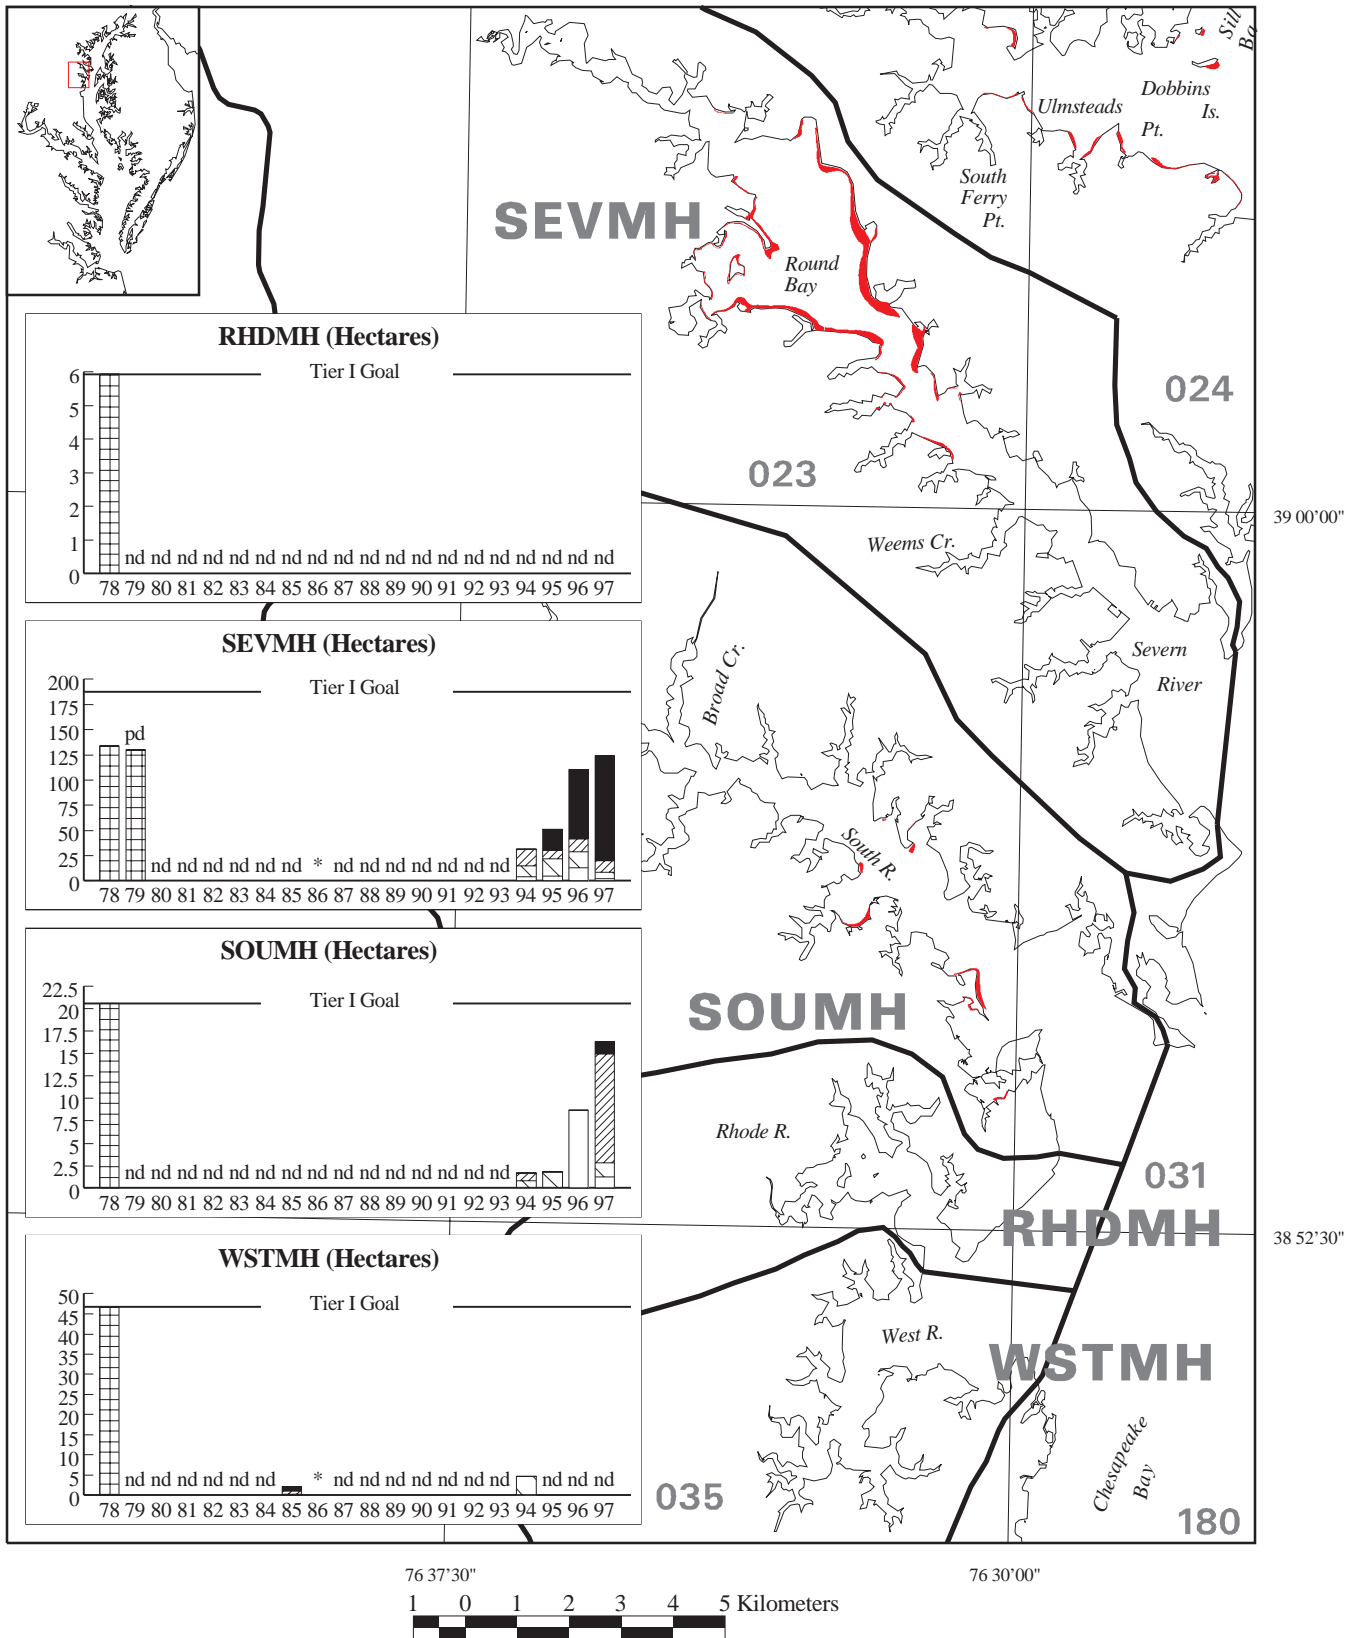 Sill
Ba
Dobbins
Is.
Ulmsteads
Pt.
South
Ferry
Pt.
SEVMH
Round
Bay
024
023
39 00'00"
Weems Cr.
Severn
River
Broad Cr.
South R.
SOUMH
Rhode R.
031
RHDMH
38 52'30"
West R.
WSTMH
Chesapeake
Bay
035
180
RHDMH (Hectares)
Tier I Goal
6
5
4
3
2
1
0
nd nd nd nd nd nd nd nd nd nd nd nd nd nd nd nd nd nd nd
78 79 80 81 82 83 84 85 86 87 88 89 90 91 92 93 94 95 96 97
SEVMH (Hectares)
Tier I Goal
200
175
150
125
100
75
50
25
0
pd
nd nd nd nd nd nd * nd nd nd nd nd nd nd
78 79 80 81 82 83 84 85 86 87 88 89 90 91 92 93 94 95 96 97
SOUMH (Hectares)
Tier I Goal
22.5
20
17.5
15
12.5
10
7.5
5
2.5
0
nd nd nd nd nd nd nd nd nd nd nd nd nd nd nd
78 79 80 81 82 83 84 85 86 87 88 89 90 91 92 93 94 95 96 97
WSTMH (Hectares)
Tier I Goal
50
45
40
35
30
25
20
15
10
5
0
nd nd nd nd nd nd * nd nd nd nd nd nd nd nd nd nd
78 79 80 81 82 83 84 85 86 87 88 89 90 91 92 93 94 95 96 97
76 37'30"
76 30'00"
1 0 1 2 3 4 5 Kilometers